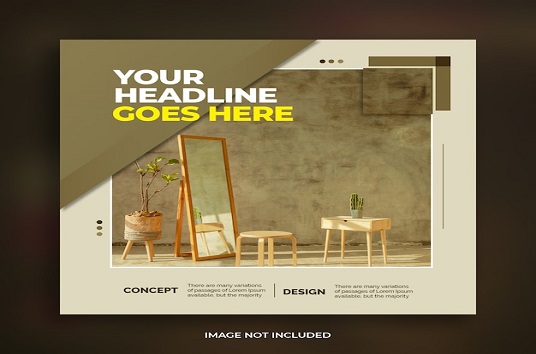 YOUR
HEADLINE
GOES HERE
CONCEPT
There are many variations
of passages of Lorem Ipsum
available, but the majority
DESIGN
There are many variations
of passages of Lorem Ipsum
available, but the majority
IMAGE NOT INCLUDED